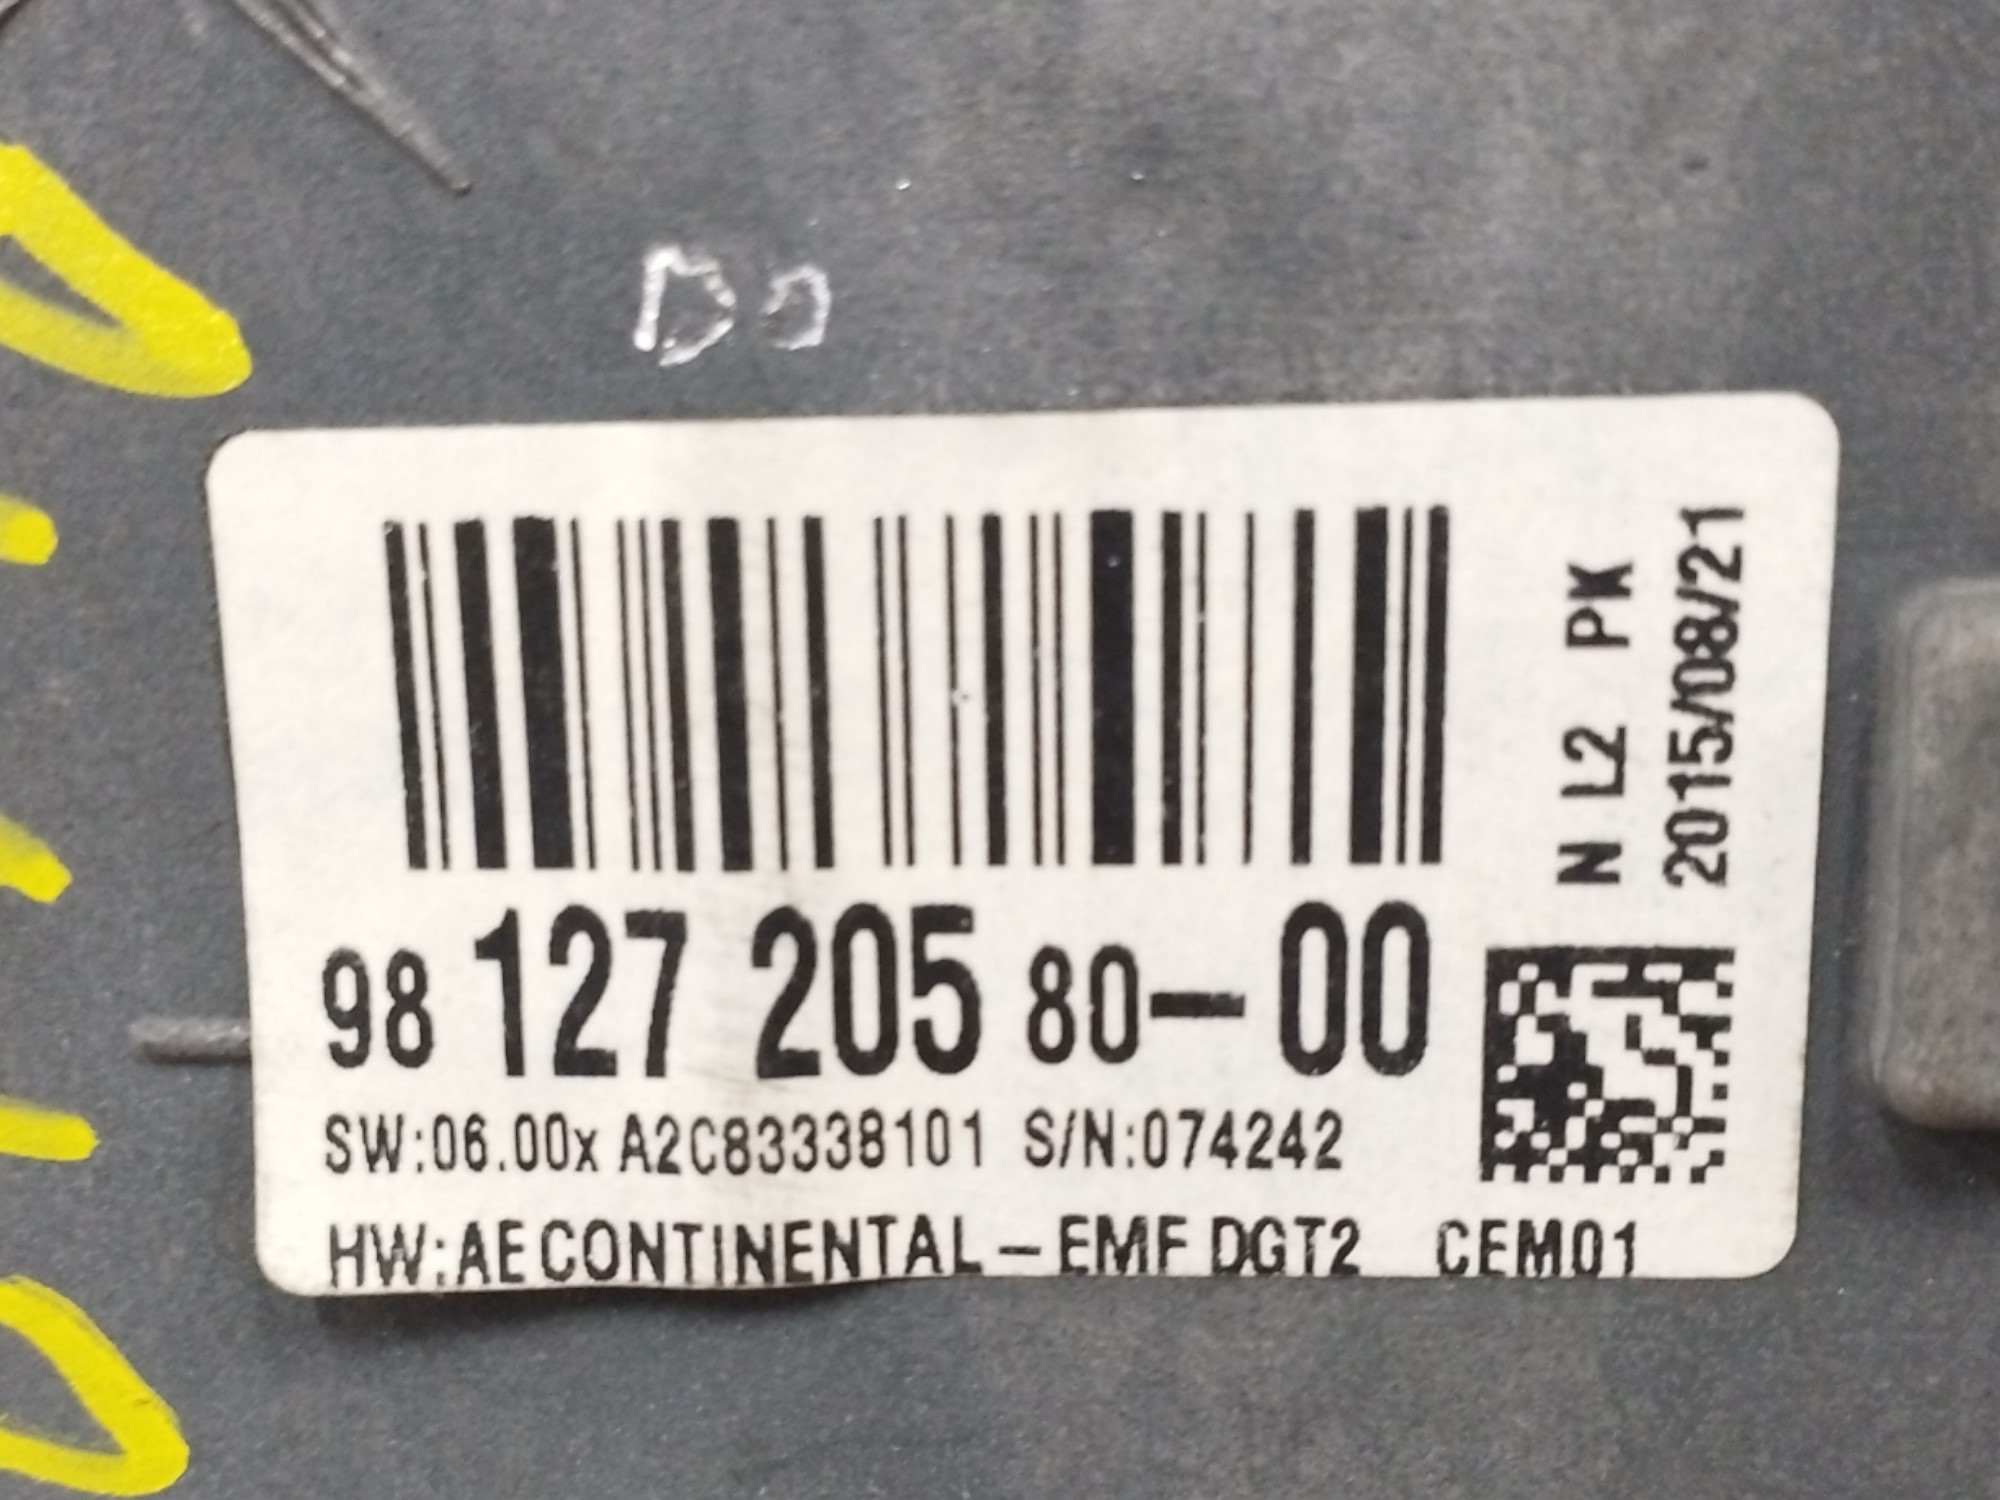 Do
98 127 205 80-00
N L2 PK
2015/08/21
SW:06.00x A2C83338101 S/N:074242
HW:AE CONTINENTAL - EMF DGT2 CEM01